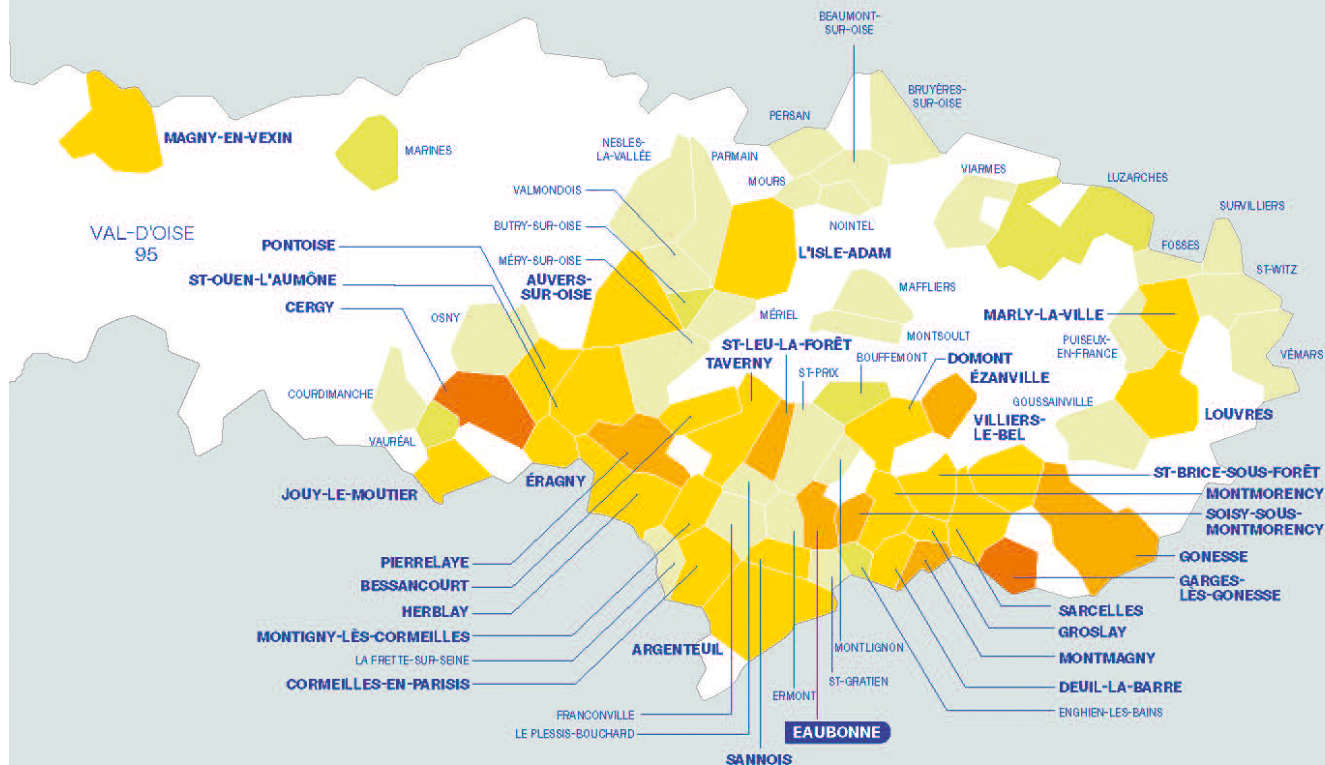 BEAUMONT-
SUR-OISE
BRUYÈRES-
SUR-OISE
PERSAN
MAGNY-EN-VEXIN
MARINES
NESLES-
LA-VALLÉE
PARMAIN
MOURS
VIARMES
LUZARCHES
VALMONDOIS
SURVILLIERS
BUTRY-SUR-OISE
NOINTEL
VAL-D'OISE
95
PONTOISE
L'ISLE-ADAM
FOSSES
MÉRY-SUR-OISE
ST-WITZ
ST-OUEN-L'AUMÔNE
AUVERS-
SUR-OISE
MAFFLIERS
CERGY
OSNY
MÉRIEL
MARLY-LA-VILLE
MONTSOULT
PUISEUX-
EN-FRANCE
ST-LEU-LA-FORÊT
BOUFFEMONT
DOMONT
VÉMARS
TAVERNY
ST-PRIX
ÉZANVILLE
COURDIMANCHE
GOUSSAINVILLE
LOUVRES
VILLIERS-
LE-BEL
VAURÉAL
ST-BRICE-SOUS-FORÊT
ÉRAGNY
JOUY-LE-MOUTIER
MONTMORENCY
SOISY-SOUS-
MONTMORENCY
PIERRELAYE
GONESSE
BESSANCOURT
GARGES-
LÈS-GONESSE
HERBLAY
SARCELLES
MONTIGNY-LÈS-CORMEILLES
GROSLAY
ARGENTEUIL
MONTLIGNON
LA FRETTE-SUR-SEINE
MONTMAGNY
CORMEILLES-EN-PARISIS
ST-GRATIEN
DEUIL-LA-BARRE
ERMONT
FRANCONVILLE
ENGHIEN-LES-BAINS
LE PLESSIS-BOUCHARD
EAUBONNE
SANNOIS